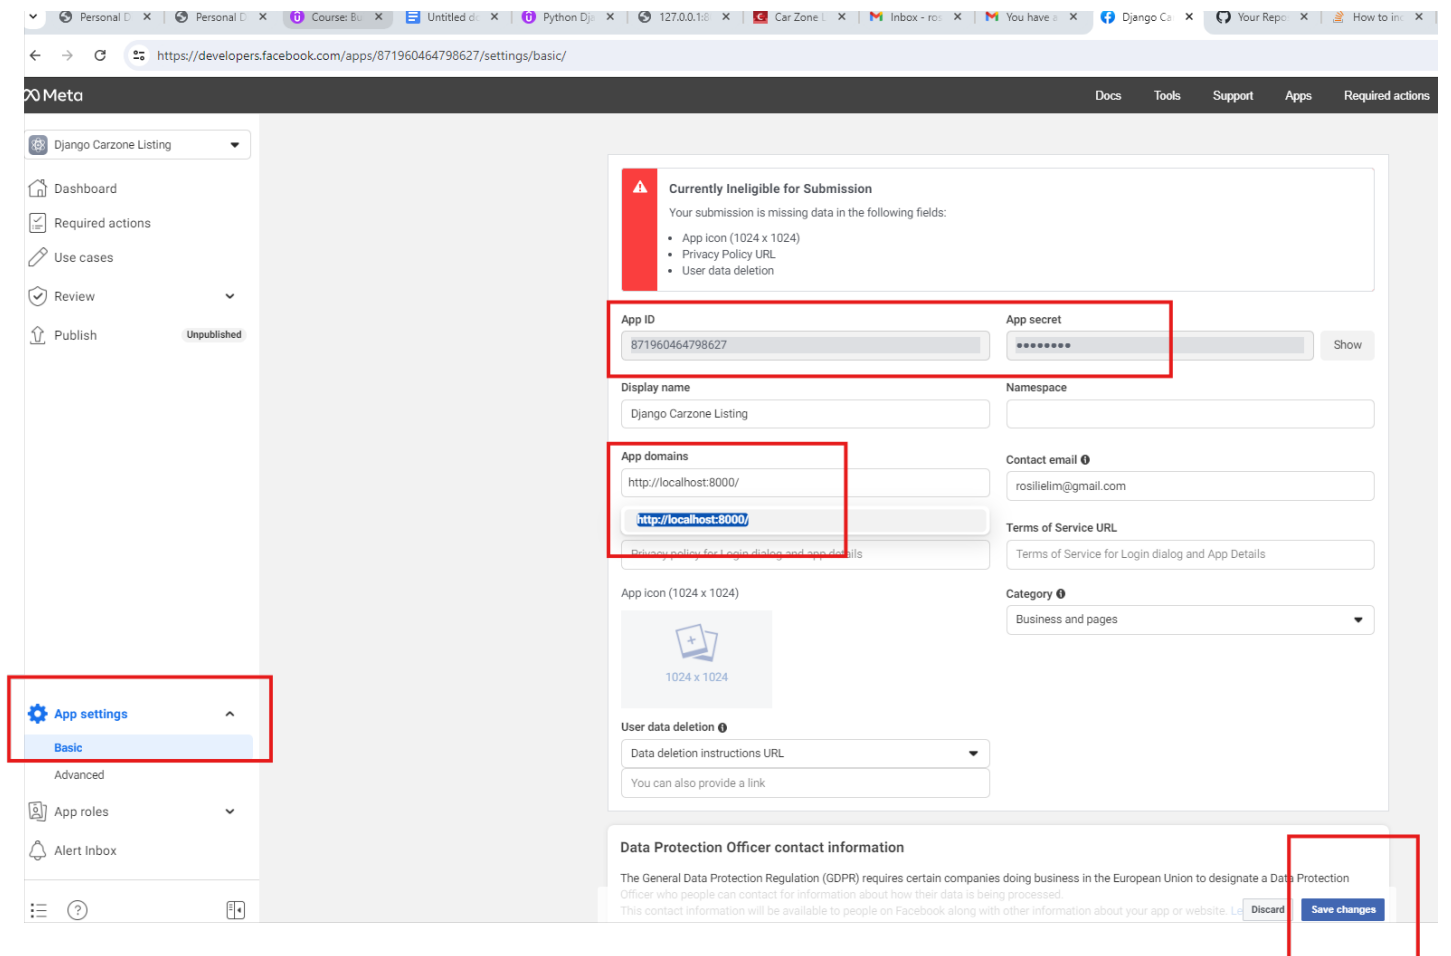 Personal D
Personal D
Course: Bu
Untitled do
Python Dja
127.0.0.1:8
Car Zone L
Inbox - ros
You have a
Django Ca
Your Repo
How to in
https://developers.facebook.com/apps/871960464798627/settings/basic/
Meta
Docs
Tools
Support
Apps
Required actions
Django Carzone Listing
Dashboard
Required actions
Use cases
Review
Publish
Unpublished
Currently Ineligible for Submission
Your submission is missing data in the following fields:
• App icon (1024 x 1024)
• Privacy Policy URL
• User data deletion
App ID
App secret
871960464798627
••••••••
Show
Display name
Namespace
Django Carzone Listing
App domains
Contact email
http://localhost:8000/
rosilielim@gmail.com
http://localhost:8000/
Terms of Service URL
Privacy policy for Login dialog and app details
Terms of Service for Login dialog and App Details
App icon (1024 x 1024)
Category
Business and pages
1024 x 1024
App settings
Basic
Advanced
App roles
Alert Inbox
User data deletion
Data deletion instructions URL
You can also provide a link
Data Protection Officer contact information
The General Data Protection Regulation (GDPR) requires certain companies doing business in the European Union to designate a Data Protection
Officer who people can contact for information about how their data is being processed.
This contact information will be available to people on Facebook along with other information about your app or website. Le
Discard
Save changes